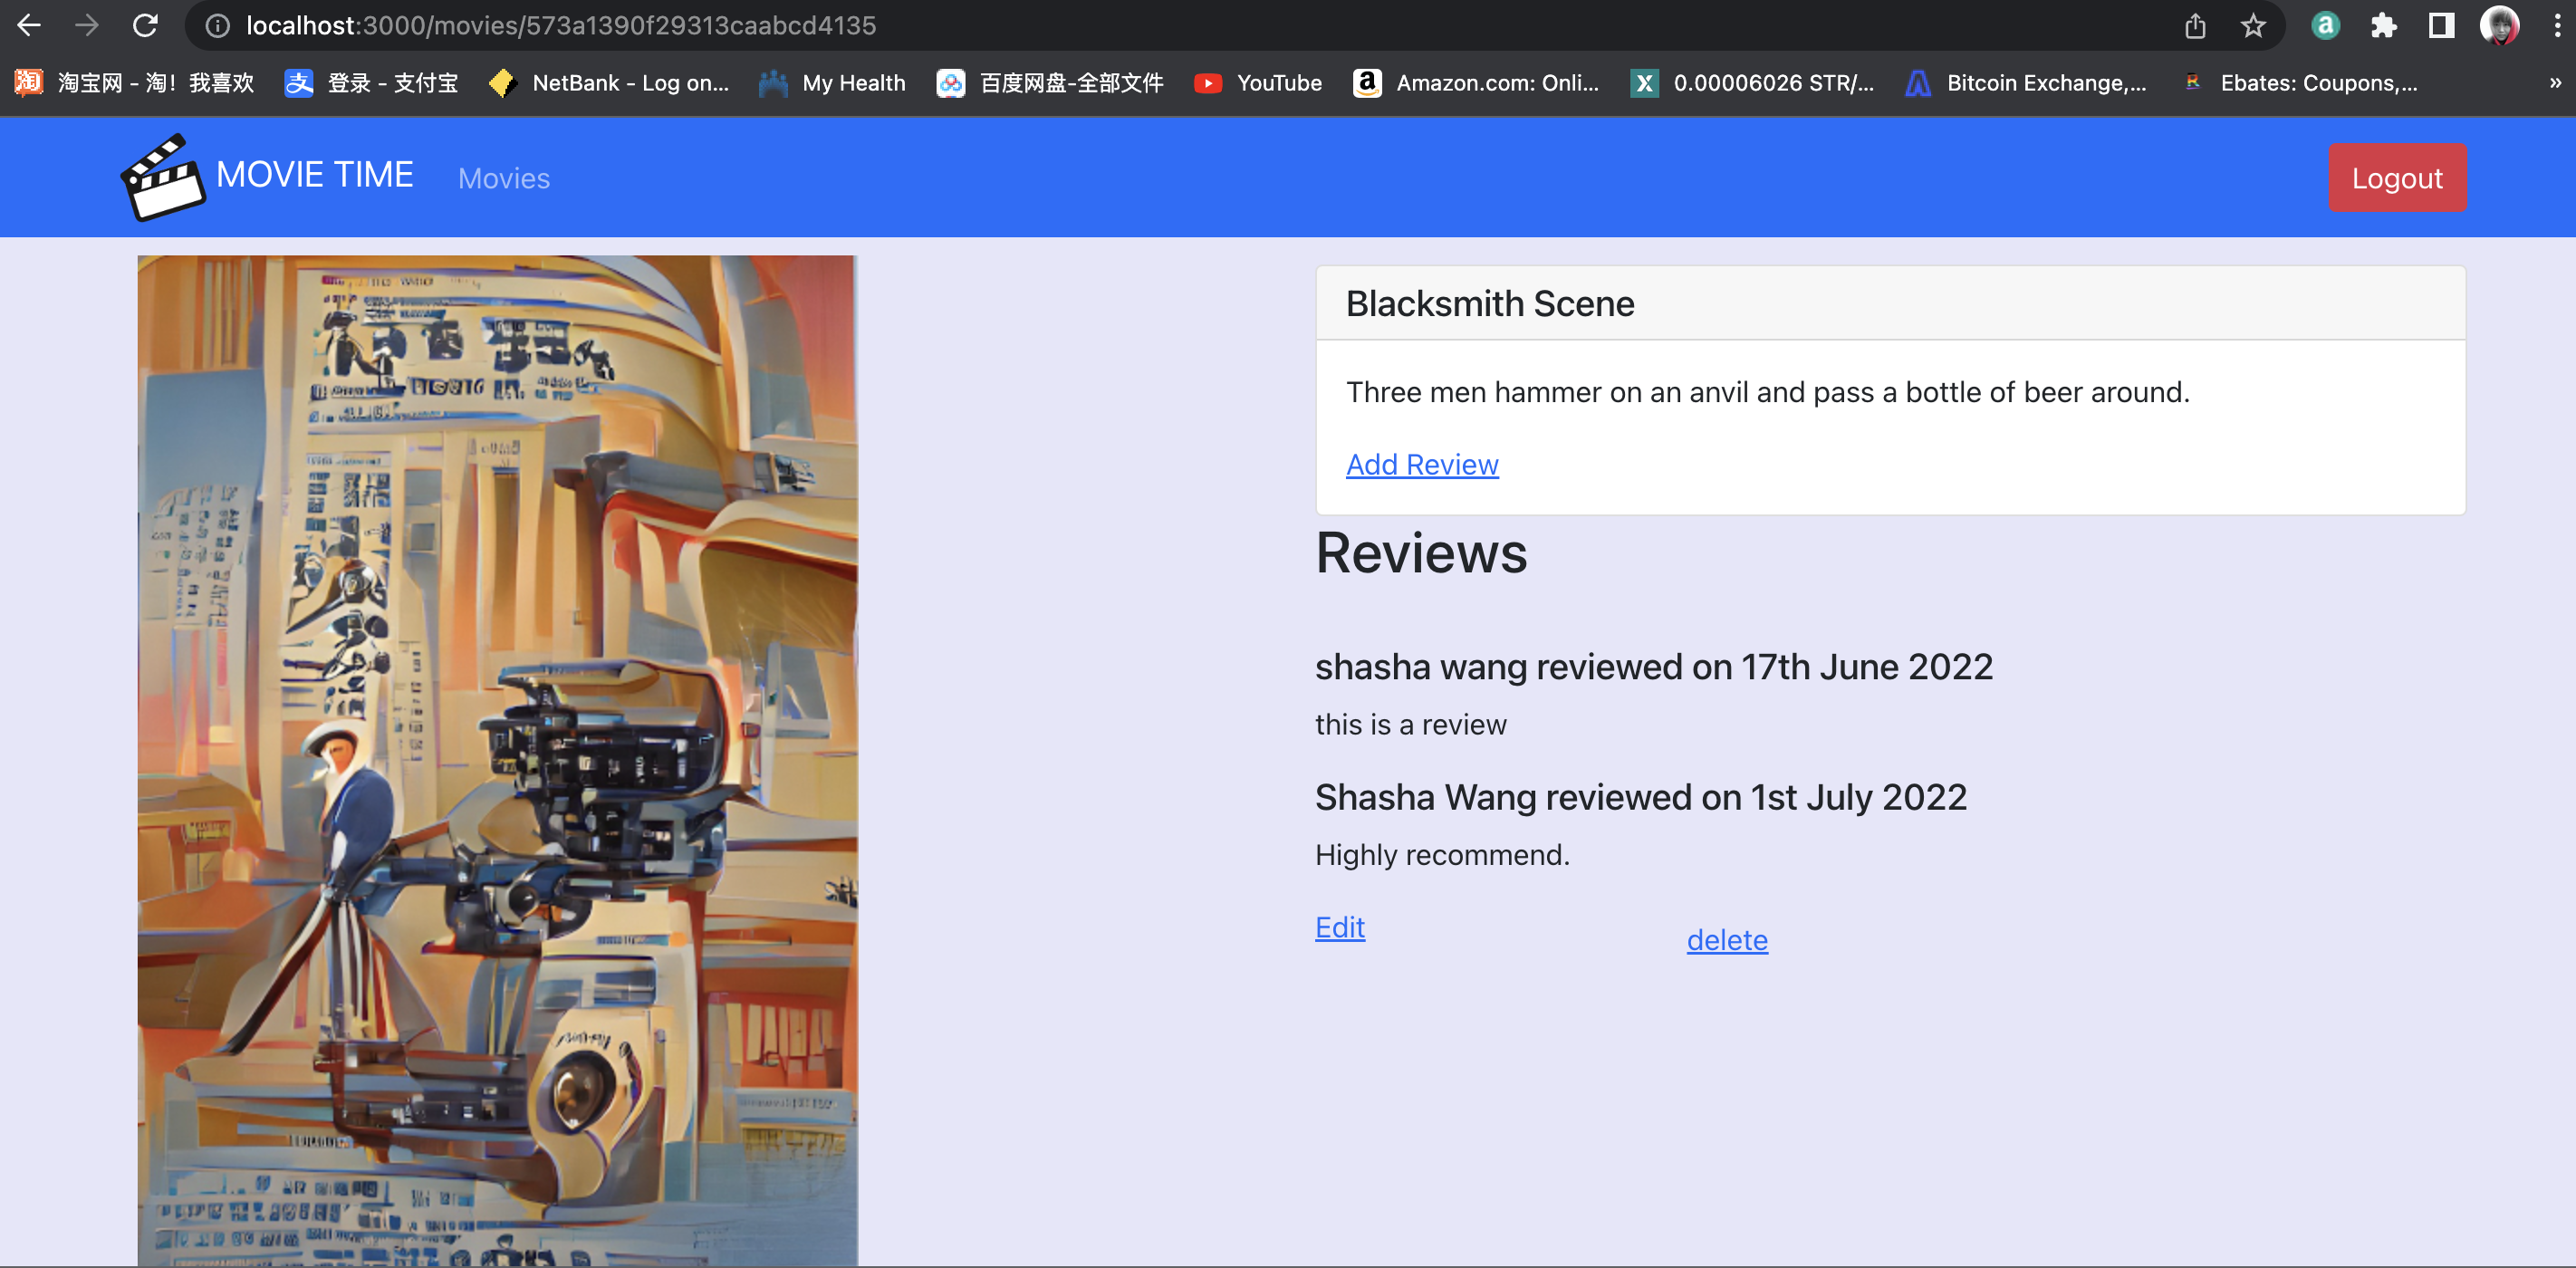 localhost:3000/movies/573a1390f29313caabcd4135
淘宝网 - 淘！我喜欢
登录 - 支付宝
NetBank - Log on...
My Health
百度网盘-全部文件
YouTube
Amazon.com: Onli...
0.00006026 STR/...
Bitcoin Exchange,...
Ebates: Coupons,...
»
MOVIE TIME
Movies
Logout
Blacksmith Scene
Three men hammer on an anvil and pass a bottle of beer around.
Add Review
Reviews
shasha wang reviewed on 17th June 2022
this is a review
Shasha Wang reviewed on 1st July 2022
Highly recommend.
Edit
delete